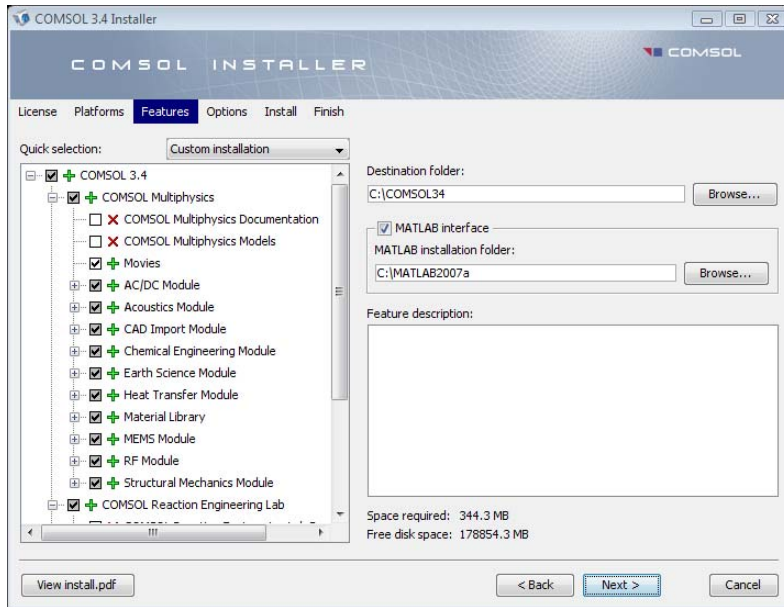 COMSOL 3.4 Installer
COMSOL INSTALLER
COMSOL
License Platforms Features Options Install Finish
Quick selection: Custom installation
COMSOL 3.4
COMSOL Multiphysics
COMSOL Multiphysics Documentation
COMSOL Multiphysics Models
Movies
AC/DC Module
Acoustics Module
CAD Import Module
Chemical Engineering Module
Earth Science Module
Heat Transfer Module
Material Library
MEMS Module
RF Module
Structural Mechanics Module
COMSOL Reaction Engineering Lab
Destination folder:
C:\COMSOL34 Browse...
MATLAB interface
MATLAB installation folder:
C:\MATLAB2007a Browse...
Feature description:
Space required: 344.3 MB
Free disk space: 178854.3 MB
View install.pdf < Back Next > Cancel